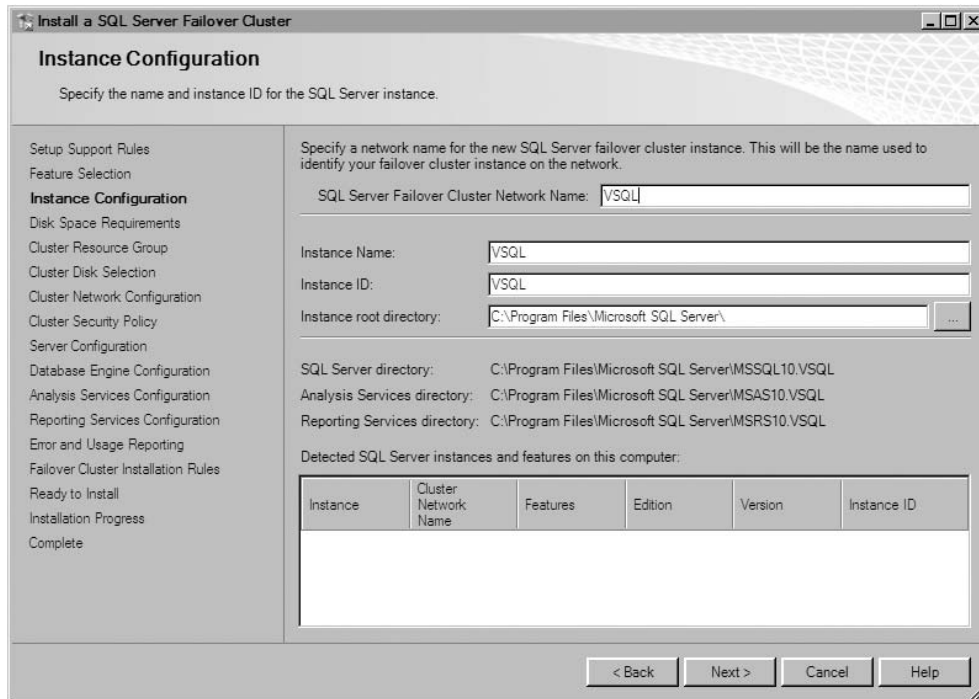 Install a SQL Server Failover Cluster
Instance Configuration
Specify the name and instance ID for the SQL Server instance.
Setup Support Rules
Feature Selection
Instance Configuration
Disk Space Requirements
Cluster Resource Group
Cluster Disk Selection
Cluster Network Configuration
Cluster Security Policy
Server Configuration
Database Engine Configuration
Analysis Services Configuration
Reporting Services Configuration
Error and Usage Reporting
Failover Cluster Installation Rules
Ready to Install
Installation Progress
Complete
Specify a network name for the new SQL Server failover cluster instance. This will be the name used to
identify your failover cluster instance on the network.
SQL Server Failover Cluster Network Name: VSQL
Instance Name: VSQL
Instance ID: VSQL
Instance root directory: C:\Program Files\Microsoft SQL Server\ ...
SQL Server directory: C:\Program Files\Microsoft SQL Server\MSSQL10.VSQL
Analysis Services directory: C:\Program Files\Microsoft SQL Server\MSAS10.VSQL
Reporting Services directory: C:\Program Files\Microsoft SQL Server\MSRS10.VSQL
Detected SQL Server instances and features on this computer:
Instance
Cluster
Network
Name
Features
Edition
Version
Instance ID
< Back
Next >
Cancel
Help